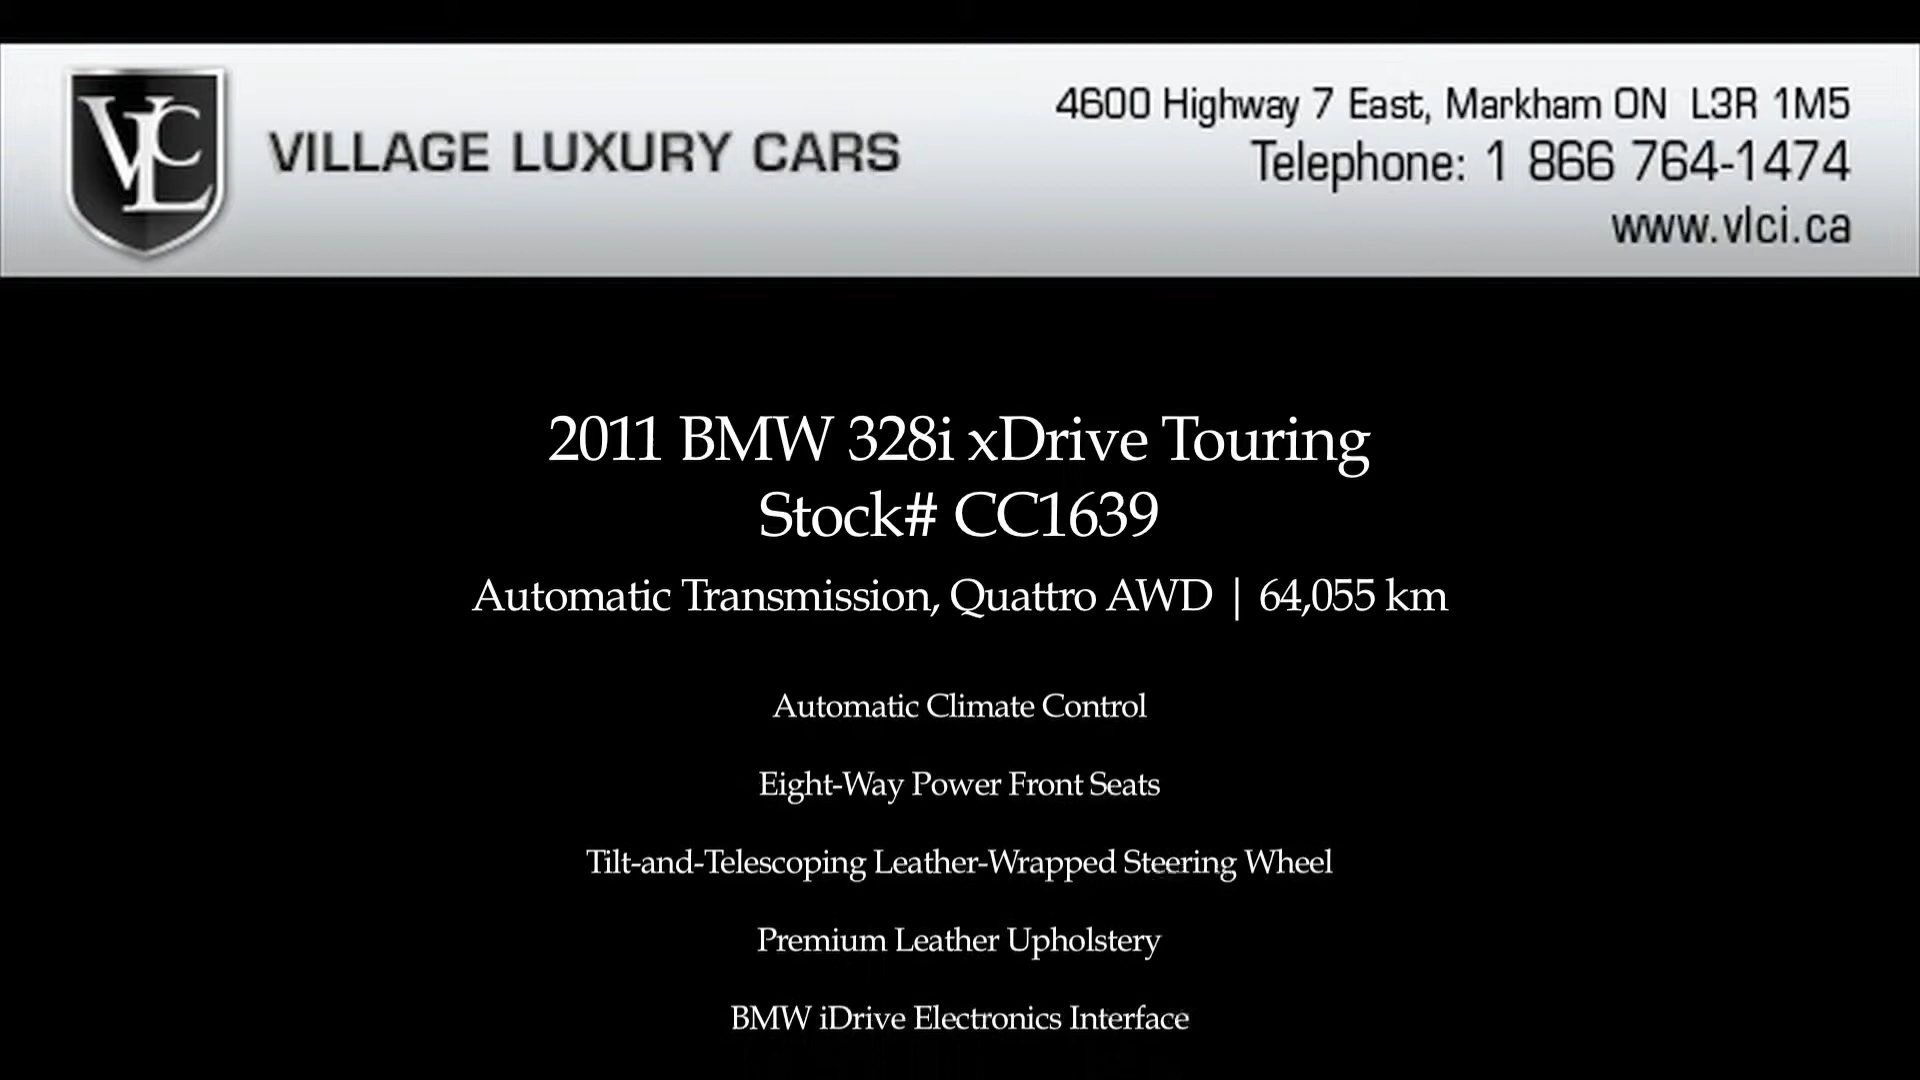 VLC
VILLAGE LUXURY CARS
4600 Highway 7 East, Markham ON L3R 1M5
Telephone: 1 866 764-1474
www.vlci.ca
2011 BMW 328i xDrive Touring
Stock# CC1639
Automatic Transmission, Quattro AWD | 64,055 km
Automatic Climate Control
Eight-Way Power Front Seats
Tilt-and-Telescoping Leather-Wrapped Steering Wheel
Premium Leather Upholstery
BMW iDrive Electronics Interface